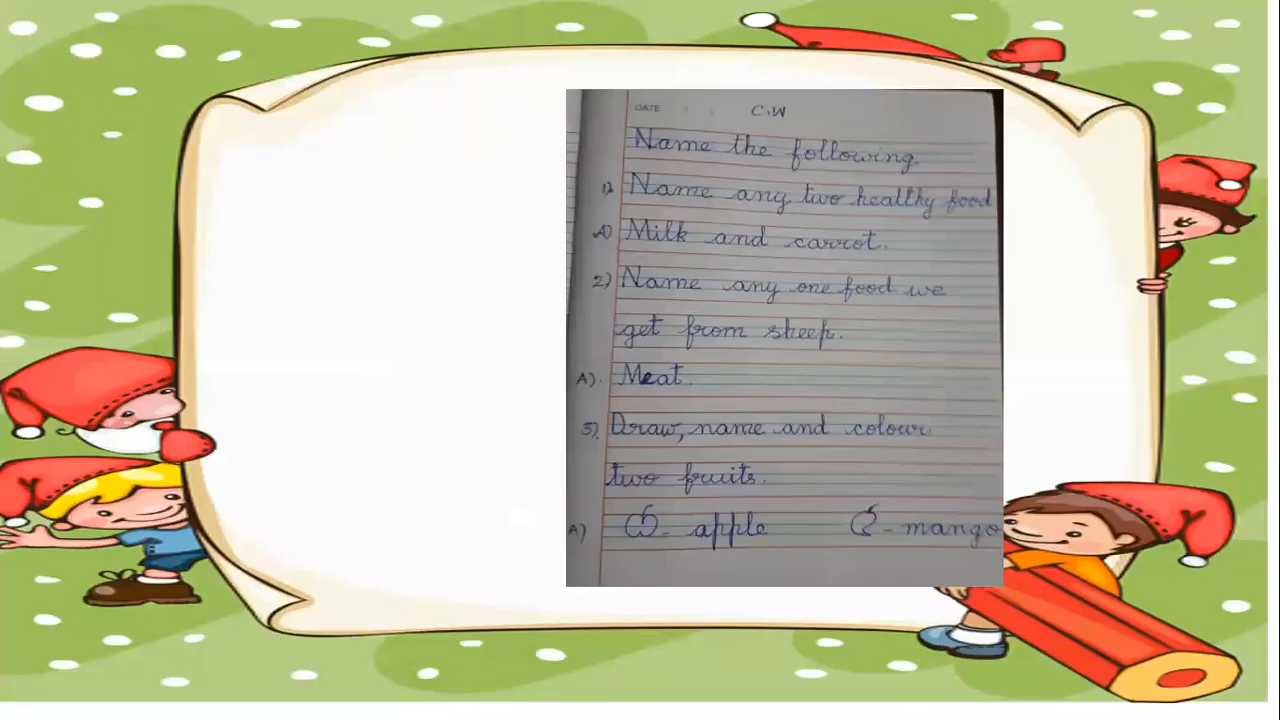 DATE C.W
Name the following
1) Name any two healthy food
A) Milk and carrot.
2) Name any one food we
get from sheep.
A). Meat.
3) Draw, name and colour
two fruits.
A) - apple - mango